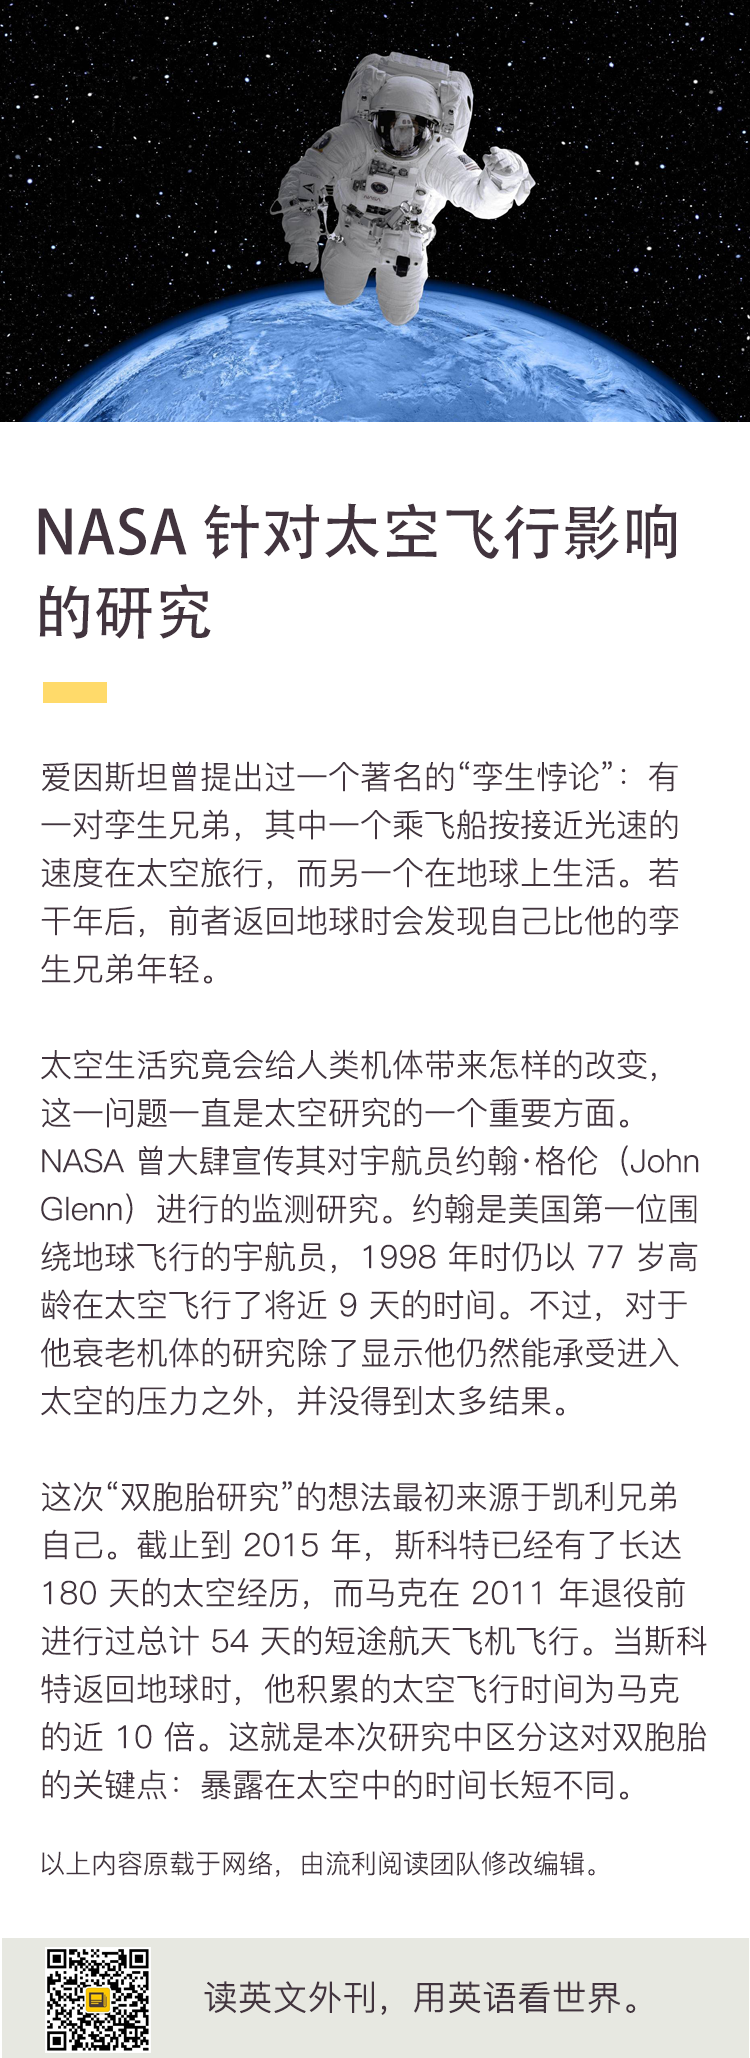 NASA 针对太空飞行影响
的研究
爱因斯坦曾提出过一个著名的“孪生悖论”：有
一对孪生兄弟，其中一个乘飞船按接近光速的
速度在太空旅行，而另一个在地球上生活。若
干年后，前者返回地球时会发现自己比他的孪
生兄弟年轻。
太空生活究竟会给人类机体带来怎样的改变，
这一问题一直是太空研究的一个重要方面。
NASA 曾大肆宣传其对宇航员约翰·格伦（John
Glenn）进行的监测研究。约翰是美国第一位围
绕地球飞行的宇航员，1998 年时仍以 77 岁高
龄在太空飞行了将近 9 天的时间。不过，对于
他衰老机体的研究除了显示他仍然能承受进入
太空的压力之外，并没得到太多结果。
这次“双胞胎研究”的想法最初来源于凯利兄弟
自己。截止到 2015 年，斯科特已经有了长达
180 天的太空经历，而马克在 2011 年退役前
进行过总计 54 天的短途航天飞机飞行。当斯科
特返回地球时，他积累的太空飞行时间为马克
的近 10 倍。这就是本次研究中区分这对双胞胎
的关键点：暴露在太空中的时间长短不同。
以上内容原载于网络，由流利阅读团队修改编辑。
读英文外刊，用英语看世界。